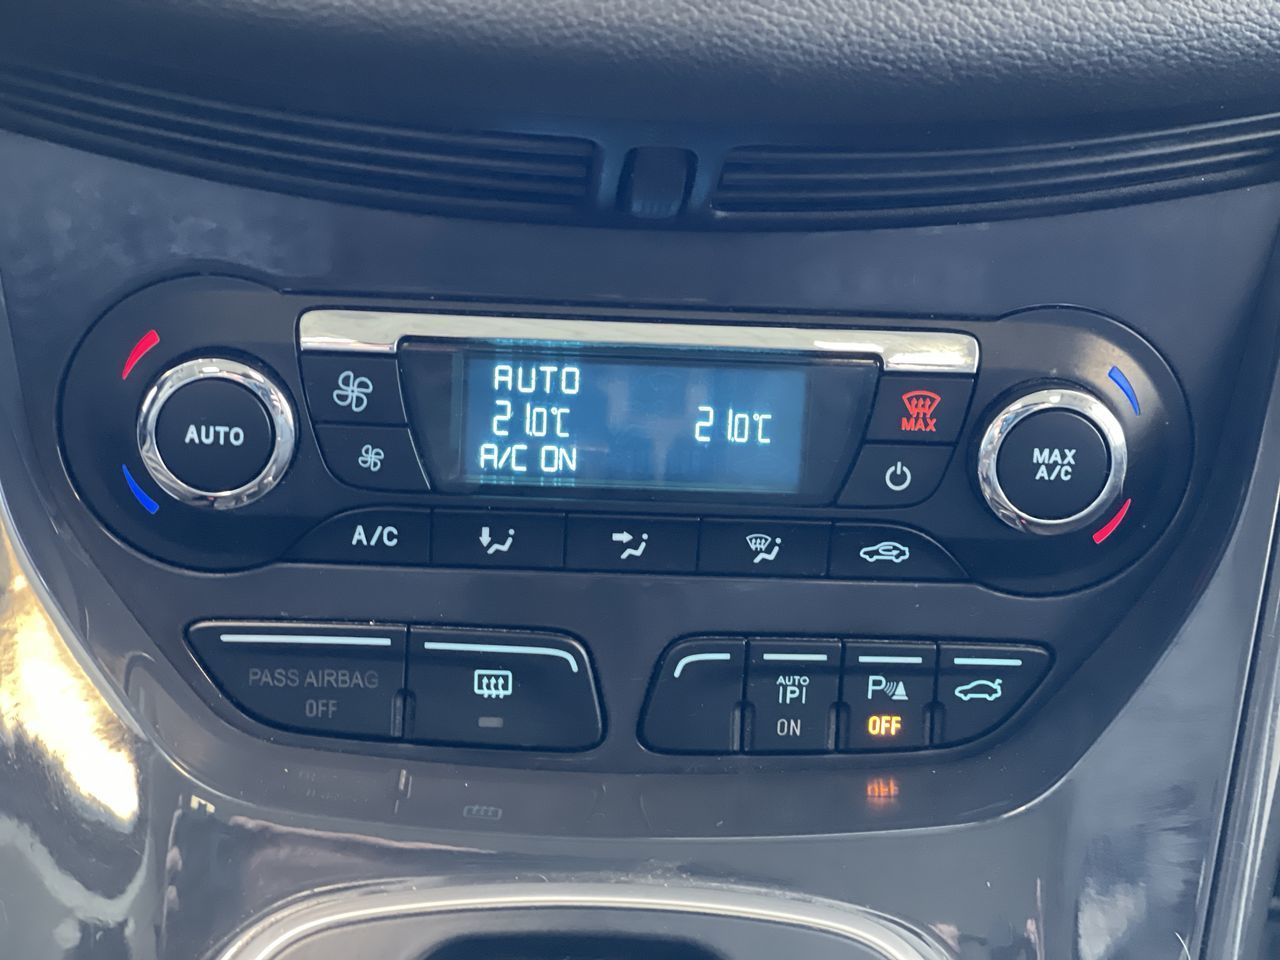 AUTO
21.0°C 21.0°C
A/C ON
AUTO
MAX
MAX
A/C
A/C
PASS AIRBAG
OFF
AUTO
P
ON
P
OFF